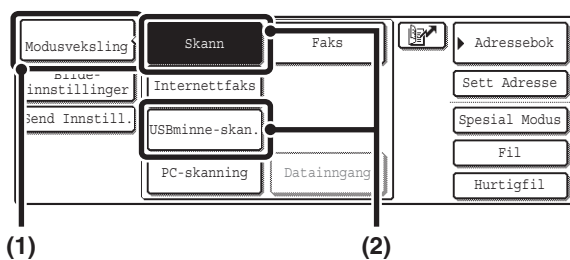 Modusveksling
Skann
Faks
Adressebok
Bilde-
innstillinger
Internettfaks
Sett Adresse
Send Innstill.
USBminne-skan.
Spesial Modus
Fil
PC-skanning
Datainngang
Hurtigfil
(1)
(2)